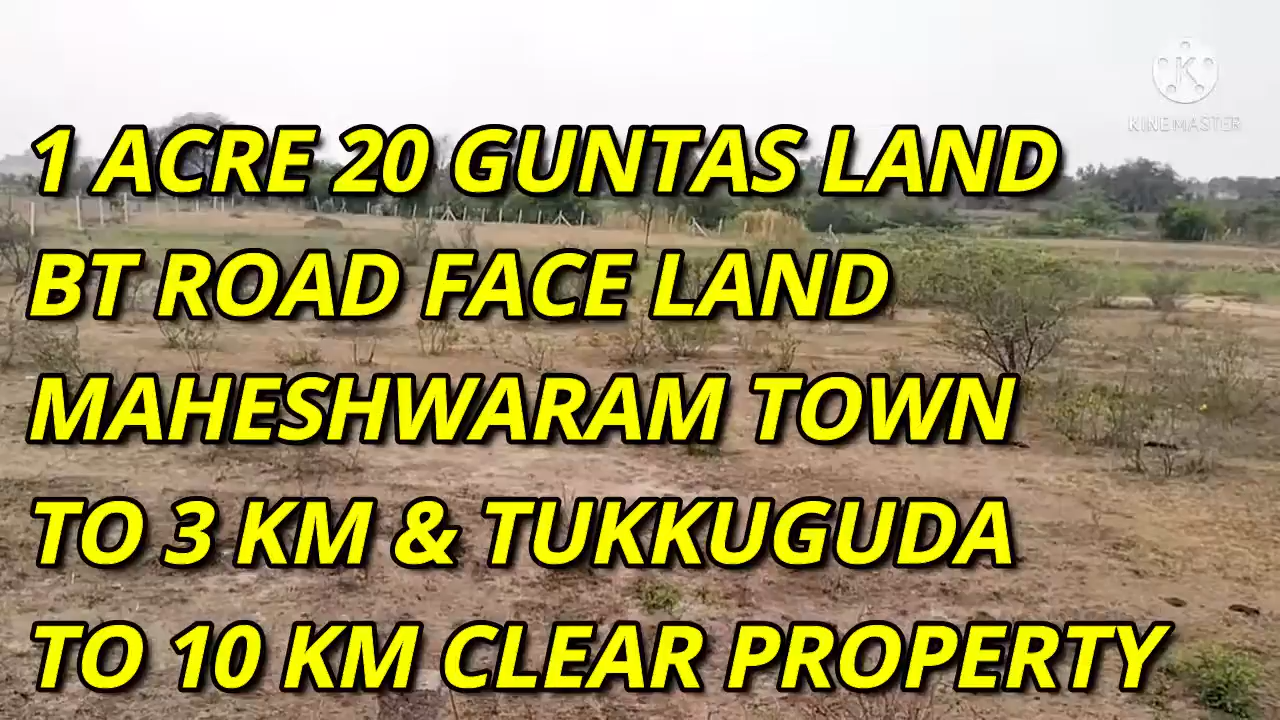 K
KINEMASTER
1 ACRE 20 GUNTAS LAND
BT ROAD FACE LAND
MAHESHWARAM TOWN
TO 3 KM & TUKKUGUDA
TO 10 KM CLEAR PROPERTY